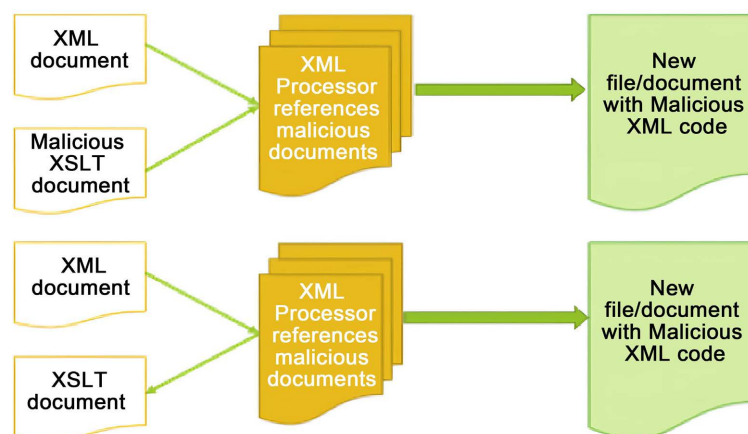 XML
document
Malicious
XSLT
document
XML
Processor
references
malicious
documents
New
file/document
with Malicious
XML code
XML
document
XSLT
document
XML
Processor
references
malicious
documents
New
file/document
with Malicious
XML code